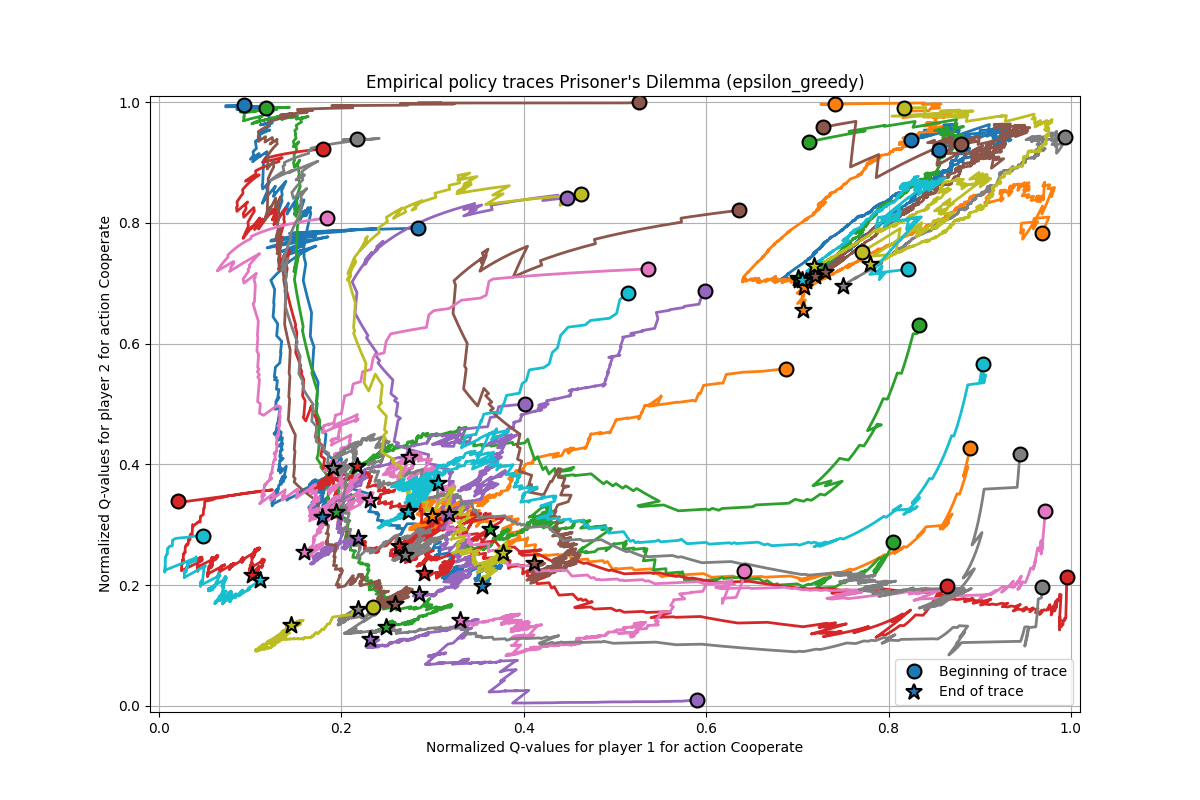 Empirical policy traces Prisoner's Dilemma (epsilon_greedy)
Normalized Q-values for player 2 for action Cooperate
1.0
0.8
0.6
0.4
0.2
0.0
0.0 0.2 0.4 0.6 0.8 1.0
Normalized Q-values for player 1 for action Cooperate
Beginning of trace
End of trace